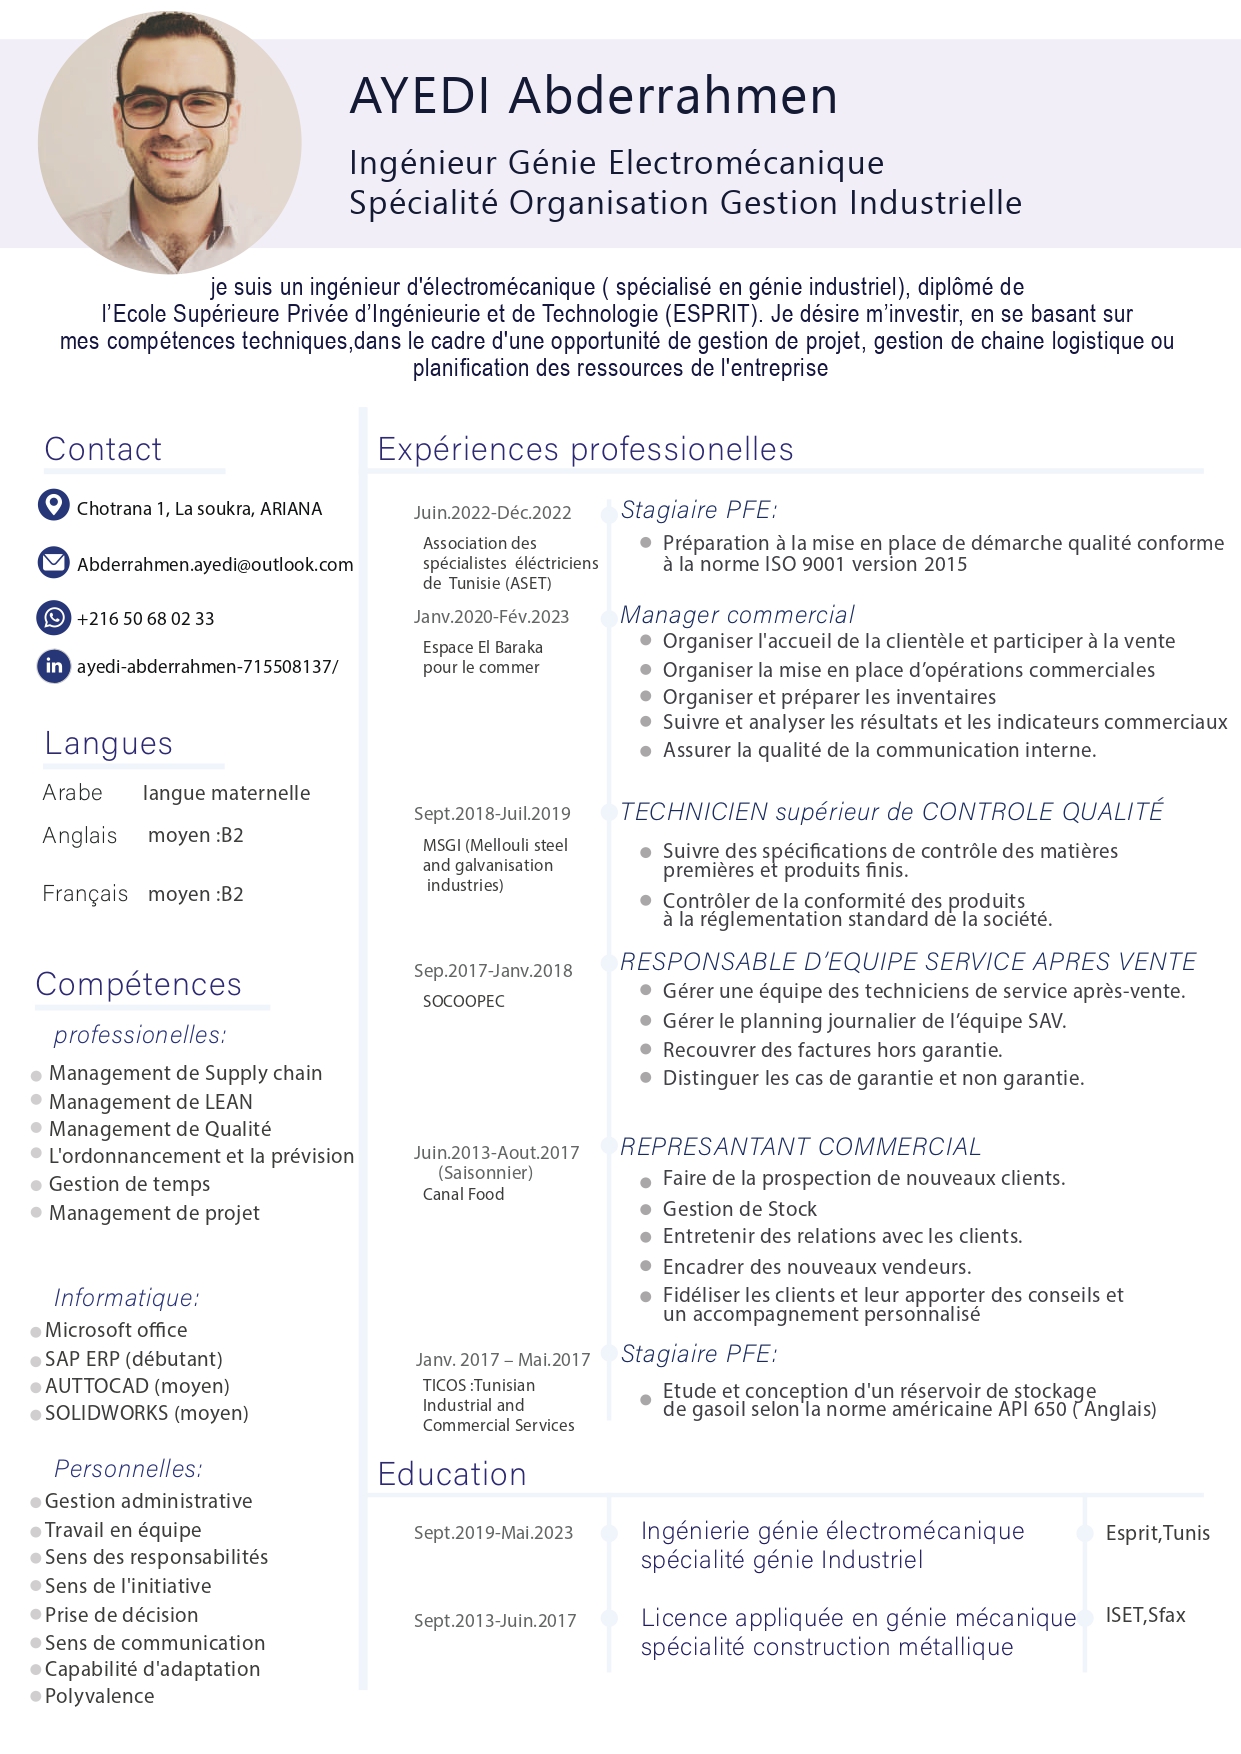 AYEDI Abderrahmen
Ingénieur Génie Electromécanique
Spécialité Organisation Gestion Industrielle
je suis un ingénieur d'électromécanique ( spécialisé en génie industriel), diplômé de
l’Ecole Supérieure Privée d’Ingénieurie et de Technologie (ESPRIT). Je désire m’investir, en se basant sur
mes compétences techniques,dans le cadre d'une opportunité de gestion de projet, gestion de chaine logistique ou
planification des ressources de l'entreprise
Contact
Chotrana 1, La soukra, ARIANA
Abderrahmen.ayedi@outlook.com
+216 50 68 02 33
in
ayedi-abderrahmen-715508137/
Langues
Arabe langue maternelle
Anglais moyen :B2
Français moyen :B2
Compétences
professionelles:
Management de Supply chain
Management de LEAN
Management de Qualité
L'ordonnancement et la prévision
Gestion de temps
Management de projet
Informatique:
Microsoft office
SAP ERP (débutant)
AUTTOCAD (moyen)
SOLIDWORKS (moyen)
Personnelles:
Gestion administrative
Travail en équipe
Sens des responsabilités
Sens de l'initiative
Prise de décision
Sens de communication
Capabilité d'adaptation
Polyvalence
Expériences professionelles
Juin.2022-Déc.2022
Association des
spécialistes éléctriciens
de Tunisie (ASET)
Stagiaire PFE:
Préparation à la mise en place de démarche qualité conforme
à la norme ISO 9001 version 2015
Janv.2020-Fév.2023
Espace El Baraka
pour le commer
Manager commercial
Organiser l'accueil de la clientèle et participer à la vente
Organiser la mise en place d’opérations commerciales
Organiser et préparer les inventaires
Suivre et analyser les résultats et les indicateurs commerciaux
Assurer la qualité de la communication interne.
Sept.2018-Juil.2019
MSGI (Mellouli steel
and galvanisation
industries)
TECHNICIEN supérieur de CONTROLE QUALITÉ
Suivre des spécifications de contrôle des matières
premières et produits finis.
Contrôler de la conformité des produits
à la réglementation standard de la société.
Sep.2017-Janv.2018
SOCOOPEC
RESPONSABLE D’EQUIPE SERVICE APRES VENTE
Gérer une équipe des techniciens de service après-vente.
Gérer le planning journalier de l’équipe SAV.
Recouvrer des factures hors garantie.
Distinguer les cas de garantie et non garantie.
Juin.2013-Aout.2017
(Saisonnier)
Canal Food
REPRESANTANT COMMERCIAL
Faire de la prospection de nouveaux clients.
Gestion de Stock
Entretenir des relations avec les clients.
Encadrer des nouveaux vendeurs.
Fidéliser les clients et leur apporter des conseils et
un accompagnement personnalisé
Janv. 2017 – Mai.2017
TICOS :Tunisian
Industrial and
Commercial Services
Stagiaire PFE:
Etude et conception d'un réservoir de stockage
de gasoil selon la norme américaine API 650 ( Anglais)
Education
Sept.2019-Mai.2023
Ingénierie génie électromécanique
spécialité génie Industriel
Esprit,Tunis
Sept.2013-Juin.2017
Licence appliquée en génie mécanique
spécialité construction métallique
ISET,Sfax